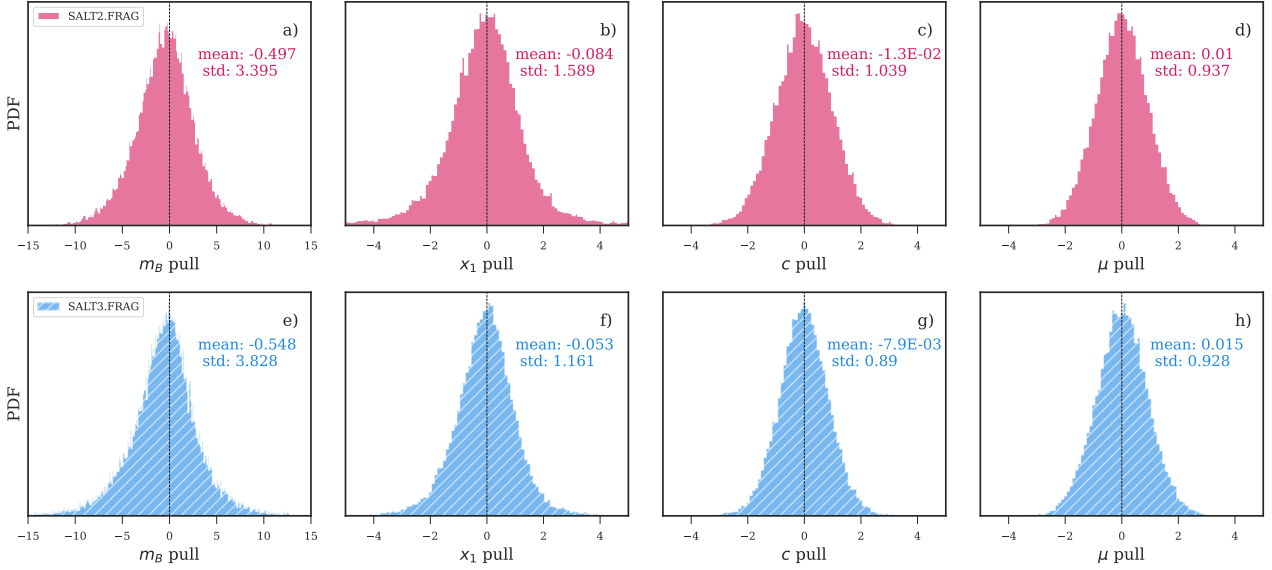 SALT2.FRAG
a)
mean: -0.497
std: 3.395
PDF
−15 −10 −5 0 5 10 15
m_B pull
b)
mean: -0.084
std: 1.589
−4 −2 0 2 4
x_1 pull
c)
mean: -1.3E-02
std: 1.039
−4 −2 0 2 4
c pull
d)
mean: 0.01
std: 0.937
−4 −2 0 2 4
μ pull
SALT3.FRAG
e)
mean: -0.548
std: 3.828
PDF
−15 −10 −5 0 5 10 15
m_B pull
f)
mean: -0.053
std: 1.161
−4 −2 0 2 4
x_1 pull
g)
mean: -7.9E-03
std: 0.89
−4 −2 0 2 4
c pull
h)
mean: 0.015
std: 0.928
−4 −2 0 2 4
μ pull